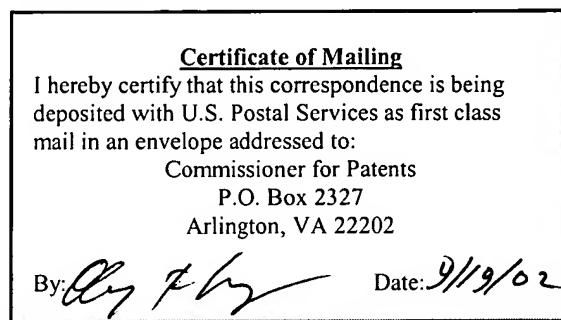 Certificate of Mailing
I hereby certify that this correspondence is being
deposited with U.S. Postal Services as first class
mail in an envelope addressed to:
Commissioner for Patents
P.O. Box 2327
Arlington, VA 22202
By: Date: 9/19/02